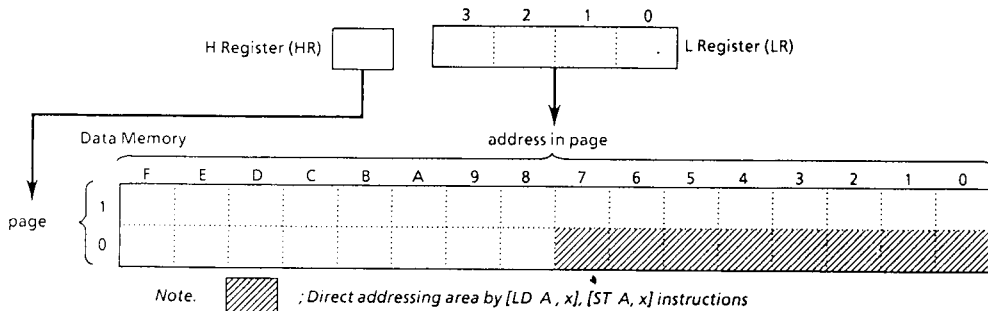 3 2 1 0
H Register (HR) L Register (LR)
Data Memory address in page
F E D C B A 9 8 7 6 5 4 3 2 1 0
1
page
0
Note. ; Direct addressing area by [LD A, x], [ST A, x] instructions